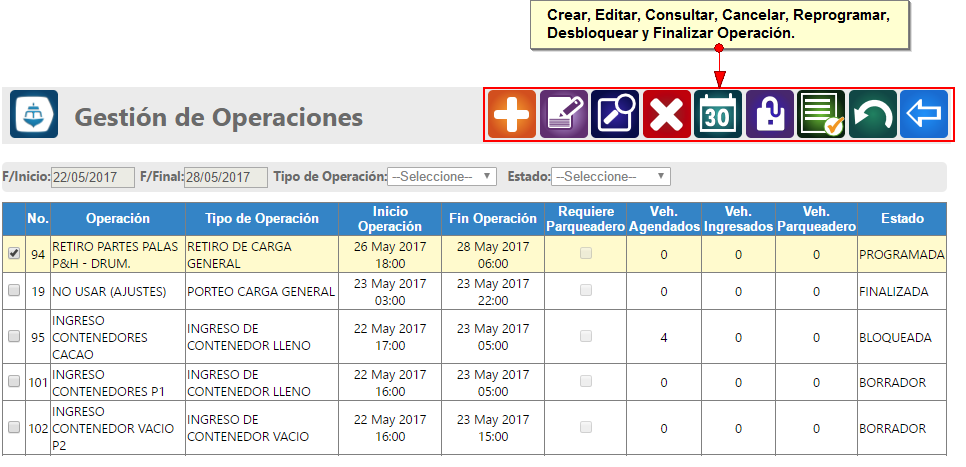 Crear, Editar, Consultar, Cancelar, Reprogramar,
Desbloquear y Finalizar Operación.
30
Gestión de Operaciones
F/Inicio: 22/05/2017 F/Final: 28/05/2017 Tipo de Operación: --Seleccione-- Estado: --Seleccione--
No. Operación Tipo de Operación Inicio Operación Fin Operación Requiere Parqueadero Veh. Agendados Veh. Ingresados Veh. Parqueadero Estado
94 RETIRO PARTES PALAS P&H - DRUM. RETIRO DE CARGA GENERAL 26 May 2017 18:00 28 May 2017 06:00 0 0 0 PROGRAMADA
19 NO USAR (AJUSTES) PORTEO CARGA GENERAL 23 May 2017 03:00 23 May 2017 22:00 0 0 0 FINALIZADA
95 INGRESO CONTENEDORES CACAO INGRESO DE CONTENEDOR LLENO 22 May 2017 17:00 23 May 2017 05:00 4 0 0 BLOQUEADA
101 INGRESO CONTENEDORES P1 INGRESO DE CONTENEDOR LLENO 22 May 2017 16:00 23 May 2017 05:00 0 0 0 BORRADOR
102 INGRESO CONTENEDOR VACIO P2 INGRESO DE CONTENEDOR VACIO 22 May 2017 16:00 23 May 2017 15:00 0 0 0 BORRADOR